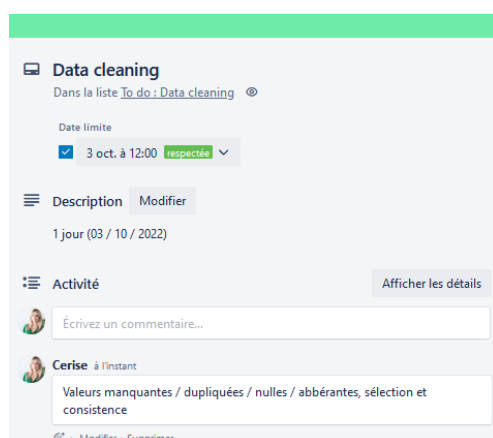 Data cleaning
Dans la liste To do : Data cleaning
Date limite
3 oct. à 12:00 respectée
Description Modifier
1 jour (03 / 10 / 2022)
Activité Afficher les détails
Écrivez un commentaire...
Cerise à l'instant
Valeurs manquantes / dupliquées / nulles / abbérantes, sélection et
consistence
Modifier · Supprimer